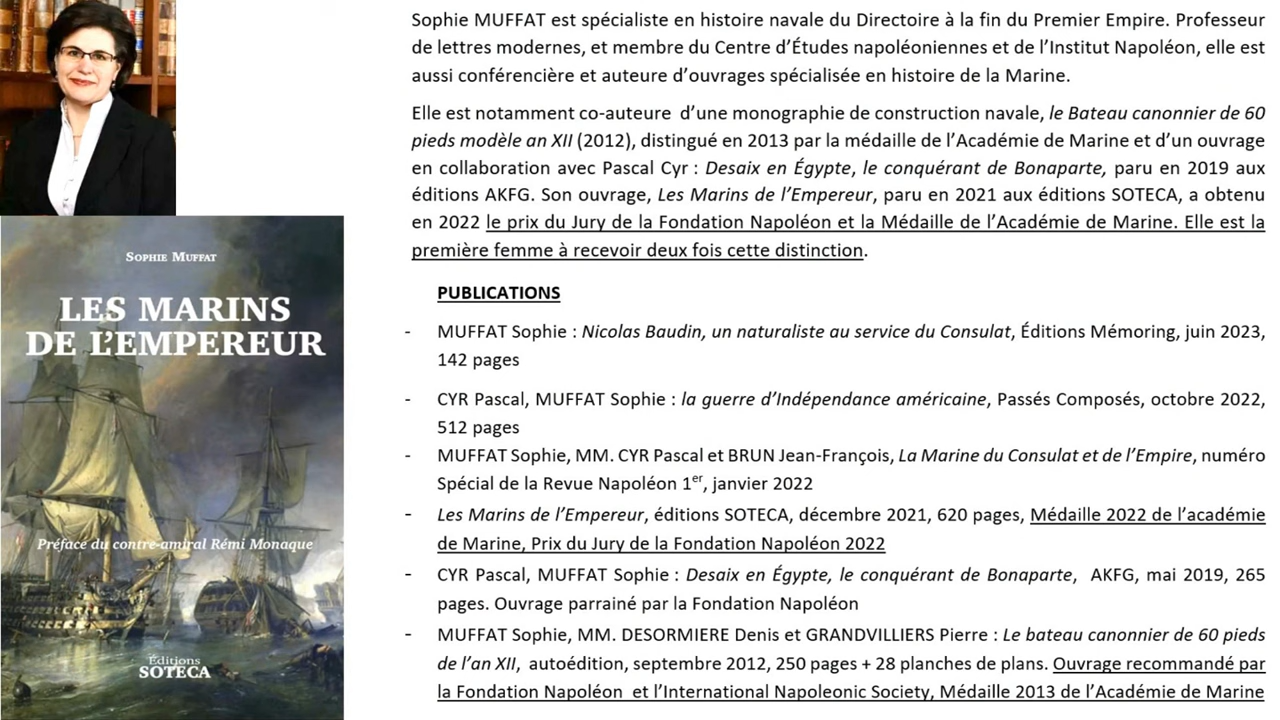 Sophie MUFFAT est spécialiste en histoire navale du Directoire à la fin du Premier Empire. Professeur
de lettres modernes, et membre du Centre d'Études napoléoniennes et de l'Institut Napoléon, elle est
aussi conférencière et auteure d'ouvrages spécialisée en histoire de la Marine.
Elle est notamment co-auteure d'une monographie de construction navale, le Bateau canonnier de 60
pieds modèle an XII (2012), distingué en 2013 par la médaille de l'Académie de Marine et d'un ouvrage
en collaboration avec Pascal Cyr : Desaix en Égypte, le conquérant de Bonaparte, paru en 2019 aux
éditions AKFG. Son ouvrage, Les Marins de l'Empereur, paru en 2021 aux éditions SOTECA, a obtenu
en 2022 le prix du Jury de la Fondation Napoléon et la Médaille de l'Académie de Marine. Elle est la
première femme à recevoir deux fois cette distinction.
PUBLICATIONS
- MUFFAT Sophie : Nicolas Baudin, un naturaliste au service du Consulat, Éditions Mémoring, juin 2023,
142 pages
- CYR Pascal, MUFFAT Sophie : la guerre d'Indépendance américaine, Passés Composés, octobre 2022,
512 pages
- MUFFAT Sophie, MM. CYR Pascal et BRUN Jean-François, La Marine du Consulat et de l'Empire, numéro
Spécial de la Revue Napoléon 1er, janvier 2022
- Les Marins de l'Empereur, éditions SOTECA, décembre 2021, 620 pages, Médaille 2022 de l'académie
de Marine, Prix du Jury de la Fondation Napoléon 2022
- CYR Pascal, MUFFAT Sophie : Desaix en Égypte, le conquérant de Bonaparte, AKFG, mai 2019, 265
pages. Ouvrage parrainé par la Fondation Napoléon
- MUFFAT Sophie, MM. DESORMIERE Denis et GRANDVILLIERS Pierre : Le bateau canonnier de 60 pieds
de l'an XII, autoédition, septembre 2012, 250 pages + 28 planches de plans. Ouvrage recommandé par
la Fondation Napoléon et l'International Napoleonic Society, Médaille 2013 de l'Académie de Marine
SOPHIE MUFFAT
LES MARINS
DE L'EMPEREUR
Préface du contre-amiral Rémi Monaque
Éditions
SOTECA